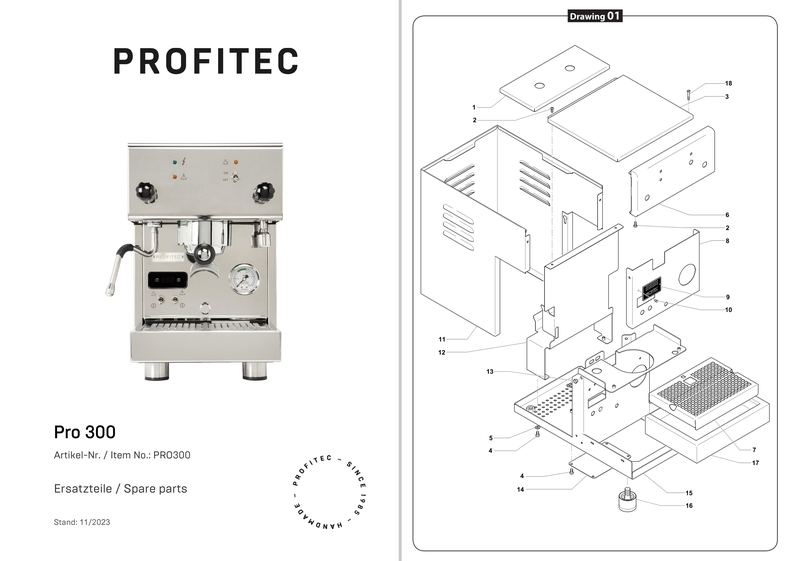 PROFITEC
PROFITEC
Pro 300
Artikel-Nr. / Item No.: PRO300
Ersatzteile / Spare parts
Stand: 11/2023
PROFITEC – SINCE 1985 – HANDMADE –
Drawing 01
18
3
1
2
6
2
8
9
10
11
12
13
5
4
7
17
4
14
15
16